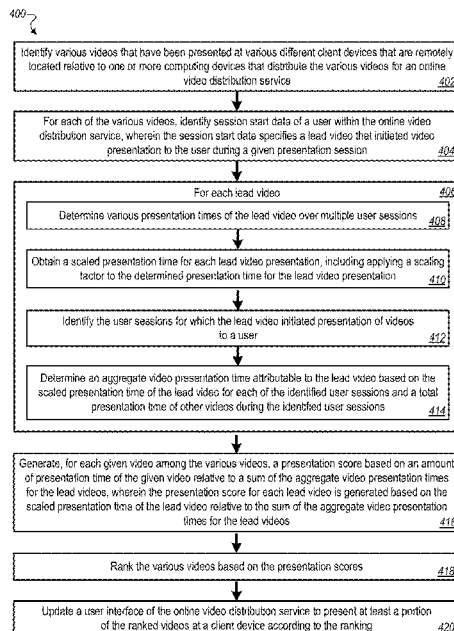 400
Identify various videos that have been presented at various different client devices that are remotely
located relative to one or more computing devices that distribute the various videos for an online
video distribution service
402
For each of the various videos, identify session start data of a user within the online video
distribution service, wherein the session start data specifies a lead video that initiated video
presentation to the user during a given presentation session
404
For each lead video
406
Determine various presentation times of the lead video over multiple user sessions
408
Obtain a scaled presentation time for each lead video presentation, including applying a scaling
factor to the determined presentation time for the lead video presentation
410
Identify the user sessions for which the lead video initiated presentation of videos
to a user
412
Determine an aggregate video presentation time attributable to the lead video based on the
scaled presentation time of the lead video for each of the identified user sessions and a total
presentation time of other videos during the identified user sessions
414
Generate, for each given video among the various videos, a presentation score based on an amount
of presentation time of the given video relative to a sum of the aggregate video presentation times
for the lead videos, wherein the presentation score for each lead video is generated based on the
scaled presentation time of the lead video relative to the sum of the aggregate video presentation
times for the lead videos
416
Rank the various videos based on the presentation scores
418
Update a user interface of the online video distribution service to present at least a portion
of the ranked videos at a client device according to the ranking
420